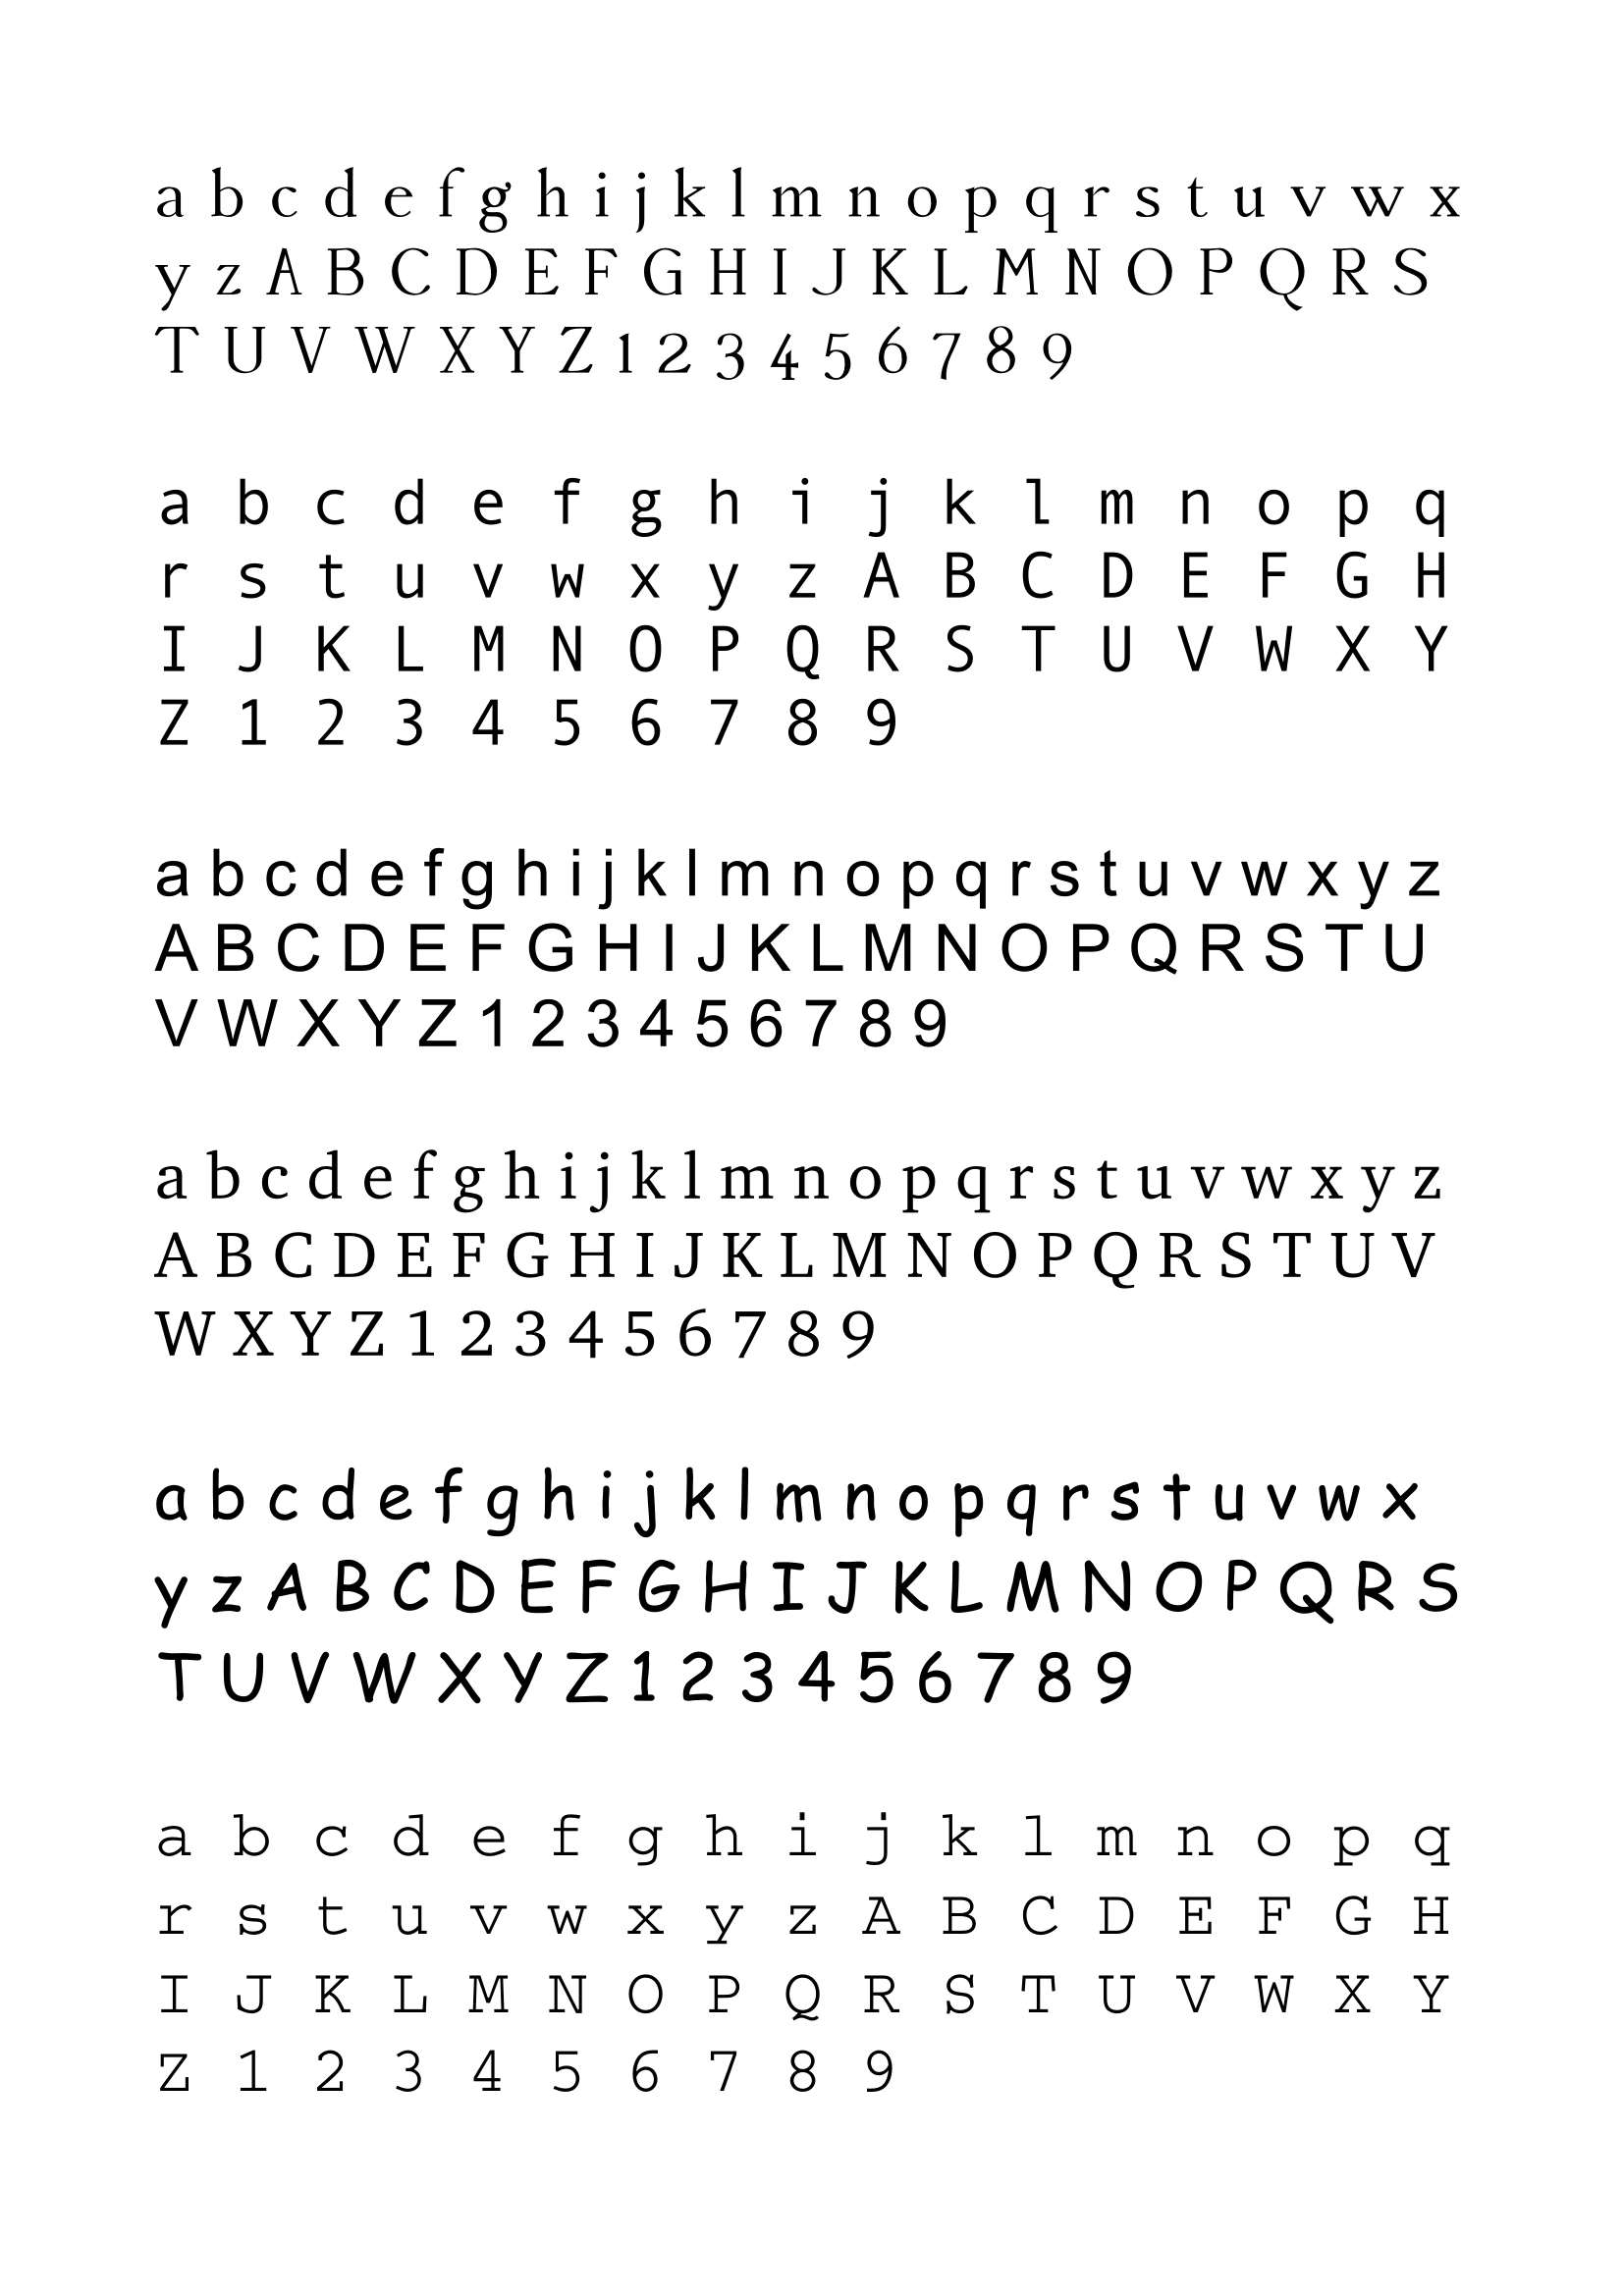 a b c d e f g h i j k l m n o p q r s t u v w x
y z A B C D E F G H I J K L M N O P Q R S
T U V W X Y Z 1 2 3 4 5 6 7 8 9
a b c d e f g h i j k l m n o p q
r s t u v w x y z A B C D E F G H
I J K L M N O P Q R S T U V W X Y
Z 1 2 3 4 5 6 7 8 9
a b c d e f g h i j k l m n o p q r s t u v w x y z
A B C D E F G H I J K L M N O P Q R S T U
V W X Y Z 1 2 3 4 5 6 7 8 9
a b c d e f g h i j k l m n o p q r s t u v w x y z
A B C D E F G H I J K L M N O P Q R S T U V
W X Y Z 1 2 3 4 5 6 7 8 9
a b c d e f g h i j k l m n o p q r s t u v w x
y z A B C D E F G H I J K L M N O P Q R S
T U V W X Y Z 1 2 3 4 5 6 7 8 9
a b c d e f g h i j k l m n o p q
r s t u v w x y z A B C D E F G H
I J K L M N O P Q R S T U V W X Y
Z 1 2 3 4 5 6 7 8 9